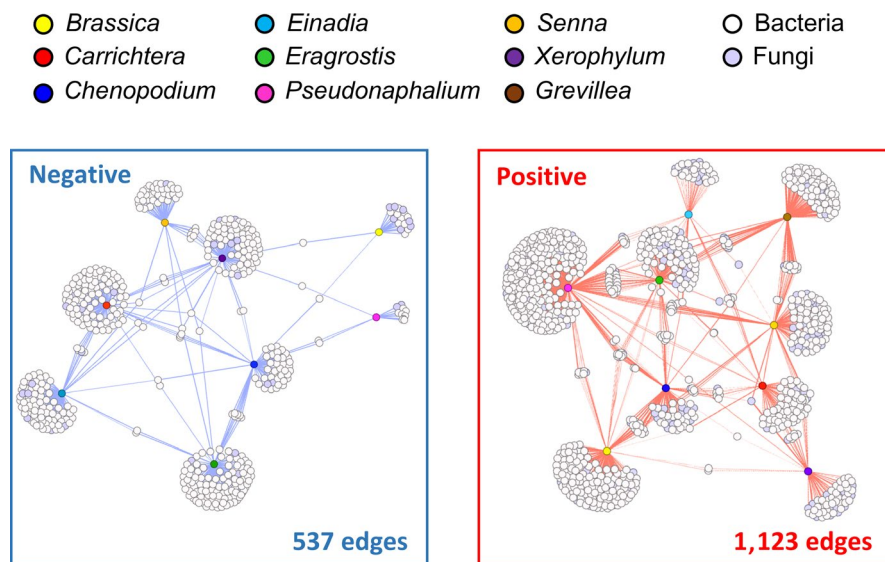 Brassica Einadia Senna Bacteria
Carrichtera Eragrostis Xerophylum Fungi
Chenopodium Pseudonaphalium Grevillea
Negative Positive
537 edges 1,123 edges